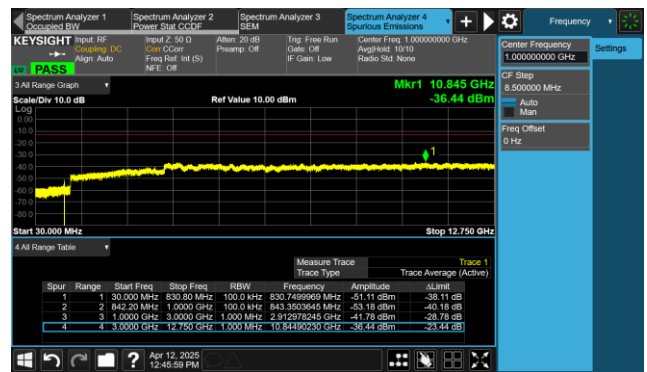 Spectrum Analyzer 1 Spectrum Analyzer 2 Spectrum Analyzer 3 Spectrum Analyzer 4
Occupied BW Power Stat CCDF SEM Spurious Emissions
Frequency
KEYSIGHT Input: RF Input Z: 50 Ω Atten: 20 dB Trig: Free Run Center Freq: 1.000000000 GHz
Coupling: DC Corr CCorr Preamp: Off Gate: Off Avg|Hold: 10/10
Align: Auto Freq Ref: Int (S) IF Gain: Low Radio Std: None
NFE: Off
PASS
Center Frequency
1.000000000 GHz
Settings
CF Step
8.500000 MHz
Auto
Man
Freq Offset
0 Hz
3 All Range Graph
Mkr1 10.845 GHz
Scale/Div 10.0 dB Ref Value 10.00 dBm -36.44 dBm
Log
0.00
-10.0
-20.0
-30.0
-40.0
-50.0
-60.0
-70.0
-80.0
1
Start 30.000 MHz Stop 12.750 GHz
4 All Range Table
Measure Trace Trace 1
Trace Type Trace Average (Active)
Spur Range Start Freq Stop Freq RBW Frequency Amplitude ΔLimit
1 1 30.000 MHz 830.80 MHz 100.0 kHz 830.7499969 MHz -51.11 dBm -38.11 dB
2 2 842.20 MHz 1.0000 GHz 100.0 kHz 843.3503645 MHz -53.18 dBm -40.18 dB
3 3 1.0000 GHz 3.0000 GHz 1.000 MHz 2.912978245 GHz -41.78 dBm -28.78 dB
4 4 3.0000 GHz 12.750 GHz 1.000 MHz 10.84490230 GHz -36.44 dBm -23.44 dB
? Apr 12, 2025
12:45:59 PM